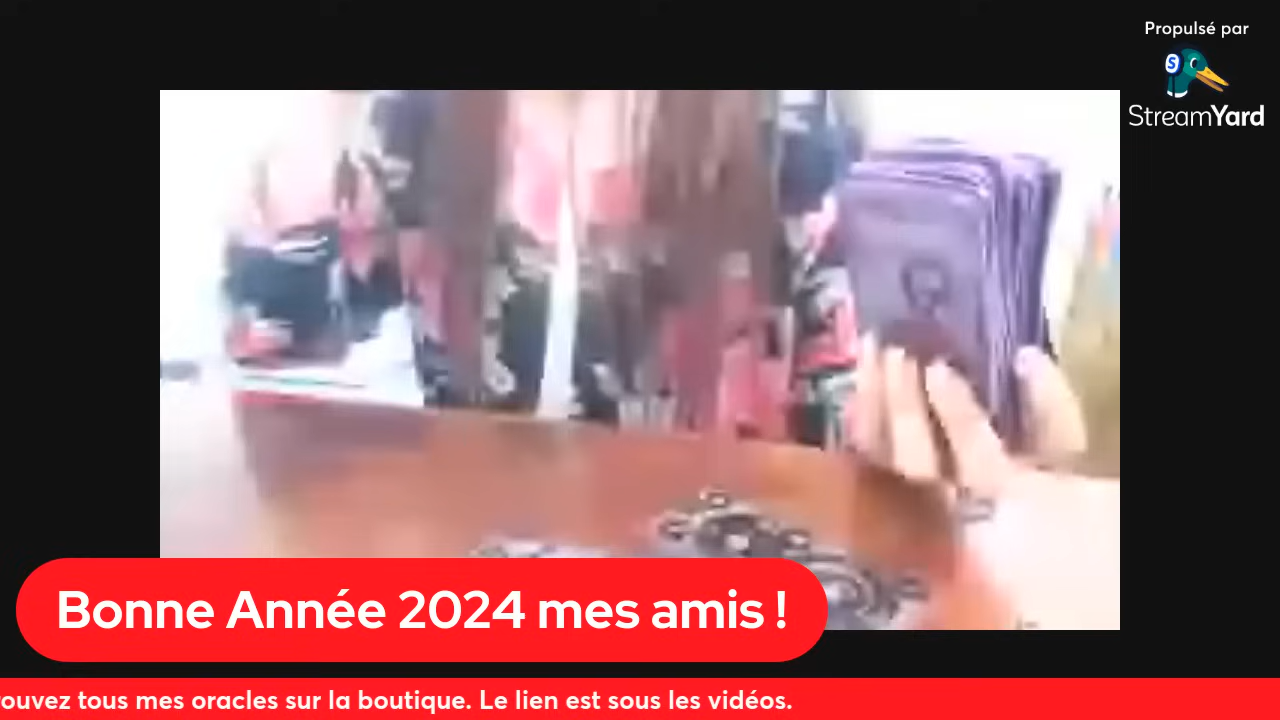 Propulsé par
StreamYard
Bonne Année 2024 mes amis !
ouvez tous mes oracles sur la boutique. Le lien est sous les vidéos.